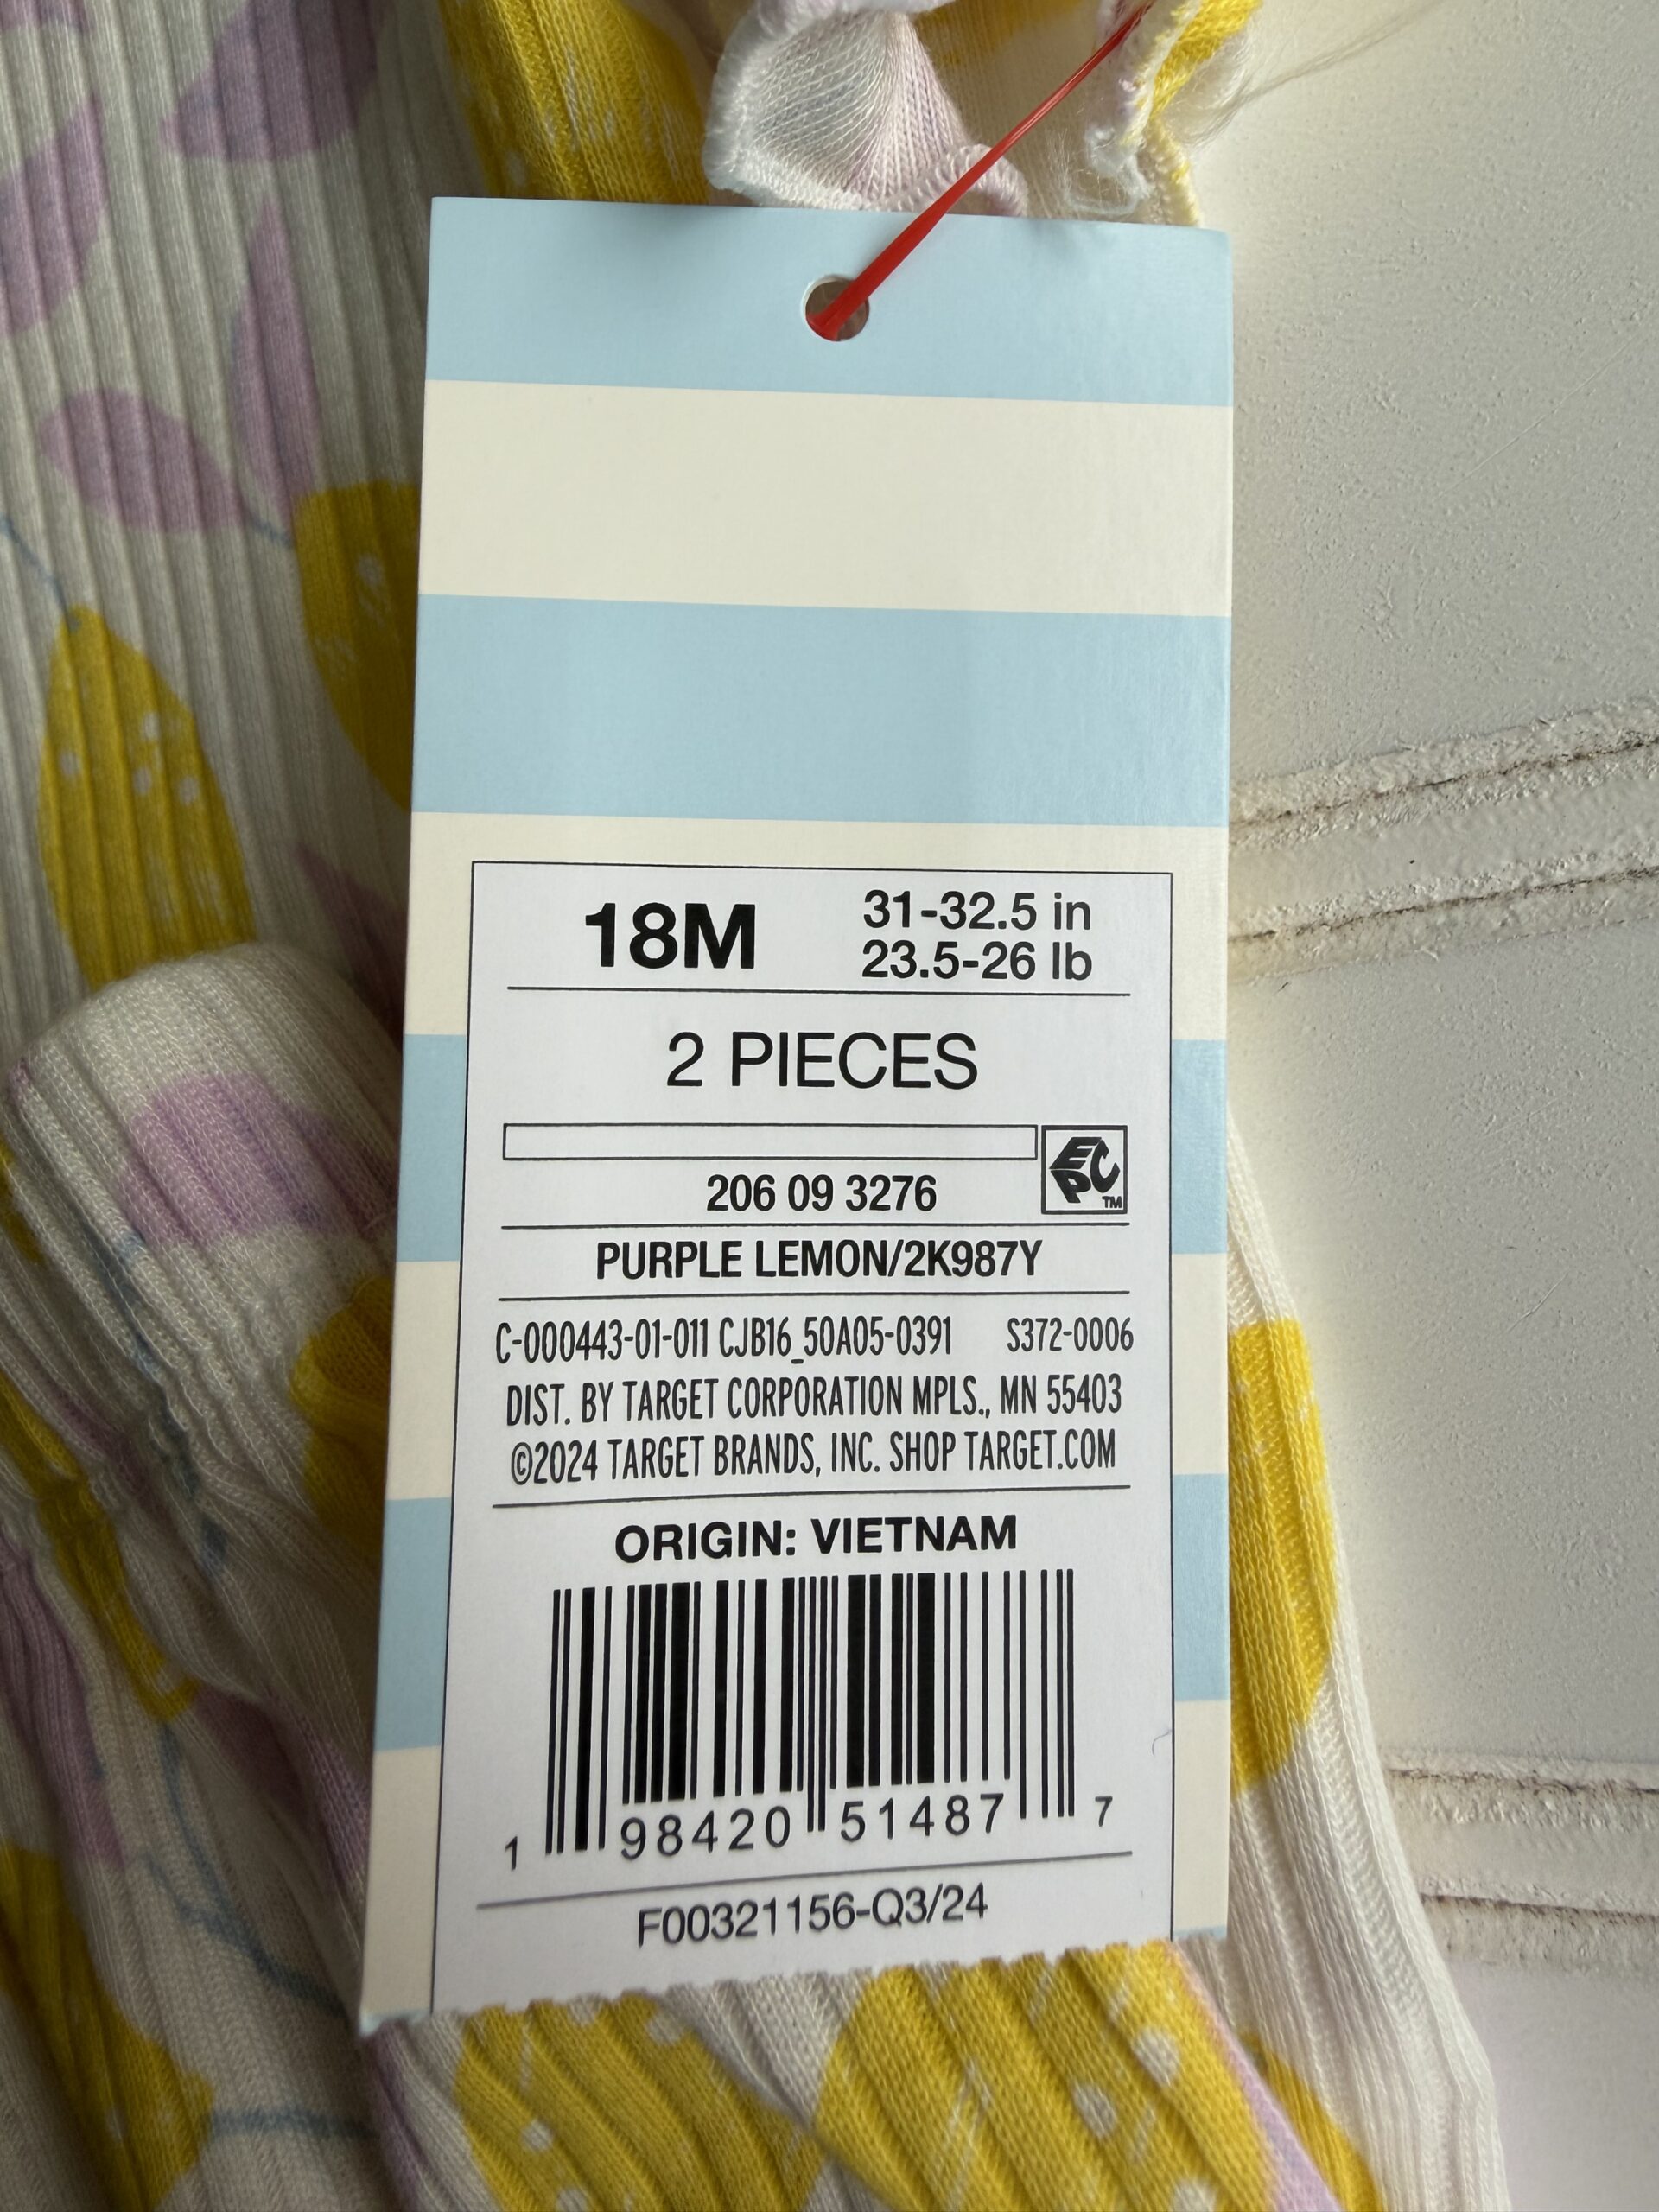 18M
31-32.5 in
23.5-26 lb
2 PIECES
206 09 3276
EPC
TM
PURPLE LEMON/2K987Y
C-000443-01-011 CJB16_50A05-0391 S372-0006
DIST. BY TARGET CORPORATION MPLS., MN 55403
©2024 TARGET BRANDS, INC. SHOP TARGET.COM
ORIGIN: VIETNAM
1 98420 51487 7
F00321156-Q3/24